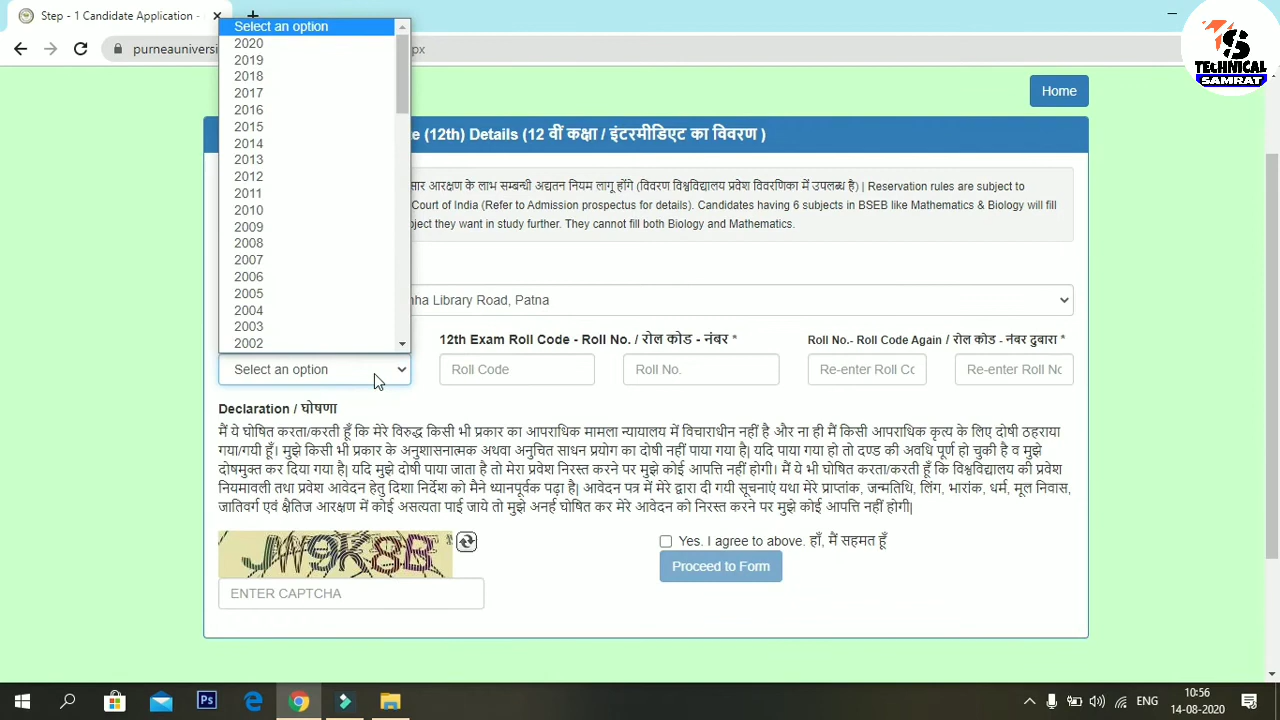 Step - 1 Candidate Application -
purneauniversi
px
TECHNICAL
SAMRAT
Home
e (12th) Details (12 वीं कक्षा / इंटरमीडिएट का विवरण )
Select an option
2020
2019
2018
2017
2016
2015
2014
2013
2012
2011
2010
2009
2008
2007
2006
2005
2004
2003
2002
सार आरक्षण के लाभ सम्बन्धी अद्यतन नियम लागू होंगे (विवरण विश्वविद्यालय प्रवेश विवरणिका में उपलब्ध है) | Reservation rules are subject to
Court of India (Refer to Admission prospectus for details). Candidates having 6 subjects in BSEB like Mathematics & Biology will fill
ject they want in study further. They cannot fill both Biology and Mathematics.
nha Library Road, Patna
12th Exam Roll Code - Roll No. / रोल कोड - नंबर *
Roll No.- Roll Code Again / रोल कोड - नंबर दुबारा *
Select an option
Roll Code
Roll No.
Re-enter Roll Co
Re-enter Roll No
Declaration / घोषणा
मैं ये घोषित करता/करती हूँ कि मेरे विरुद्ध किसी भी प्रकार का आपराधिक मामला न्यायालय में विचाराधीन नहीं है और ना ही मैं किसी आपराधिक कृत्य के लिए दोषी ठहराया
गया/गयी हूँ। मुझे किसी भी प्रकार के अनुशासनात्मक अथवा अनुचित साधन प्रयोग का दोषी नहीं पाया गया है| यदि पाया गया हो तो दण्ड की अवधि पूर्ण हो चुकी है व मुझे
दोषमुक्त कर दिया गया है| यदि मुझे दोषी पाया जाता है तो मेरा प्रवेश निरस्त करने पर मुझे कोई आपत्ति नहीं होगी। मैं ये भी घोषित करता/करती हूँ कि विश्वविद्यालय की प्रवेश
नियमावली तथा प्रवेश आवेदन हेतु दिशा निर्देश को मैने ध्यानपूर्वक पढ़ा है| आवेदन पत्र में मेरे द्वारा दी गयी सूचनाएं यथा मेरे प्राप्तांक, जन्मतिथि, लिंग, भारांक, धर्म, मूल निवास,
जातिवर्ग एवं क्षैतिज आरक्षण में कोई असत्यता पाई जाये तो मुझे अनर्ह घोषित कर मेरे आवेदन को निरस्त करने पर मुझे कोई आपत्ति नहीं होगी|
JW9K8B
Yes. I agree to above. हाँ, मैं सहमत हूँ
Proceed to Form
ENTER CAPTCHA
Ps
ENG
10:56
14-08-2020